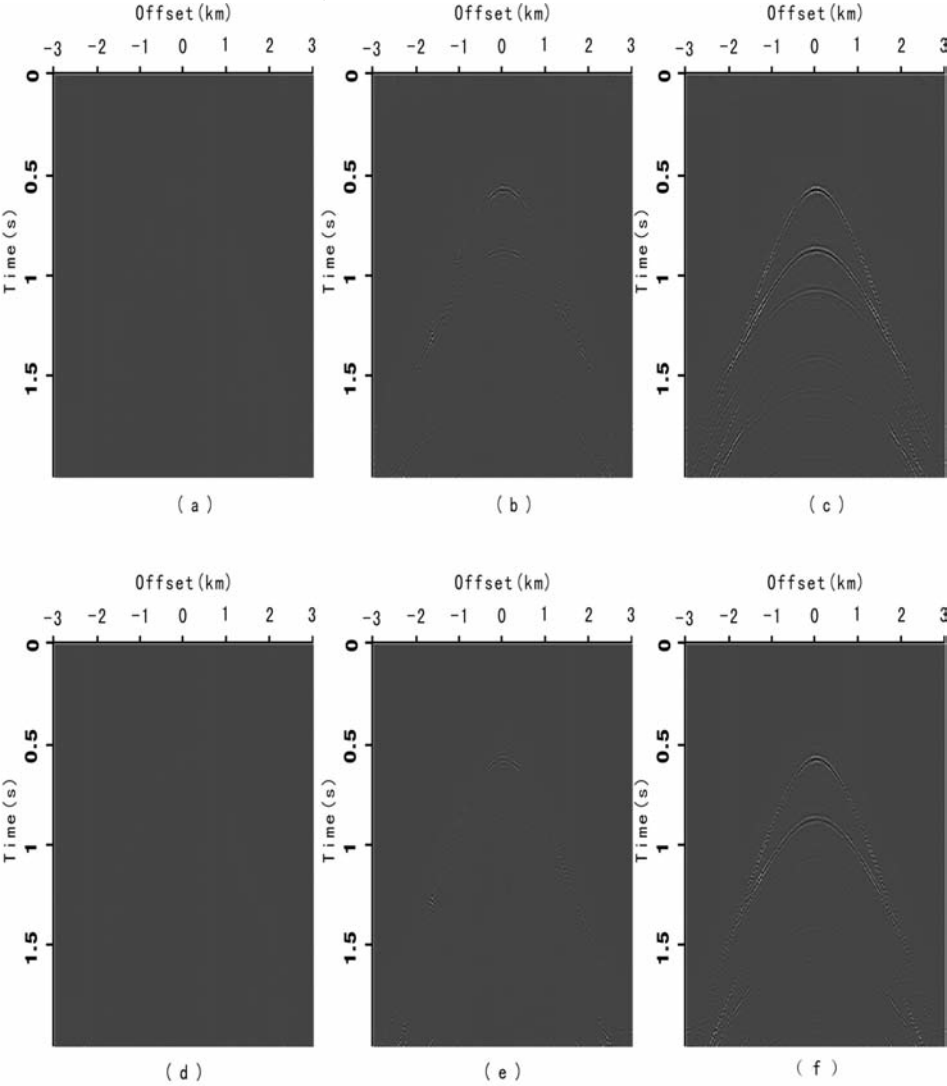 Offset(km) Offset(km) Offset(km)
-3 -2 -1 0 1 2 3 -3 -2 -1 0 1 2 3 -3 -2 -1 0 1 2 3
0 0 0
0.5 0.5 0.5
Time(s) Time(s) Time(s)
1 1 1
1.5 1.5 1.5
(a) (b) (c)
Offset(km) Offset(km) Offset(km)
-3 -2 -1 0 1 2 3 -3 -2 -1 0 1 2 3 -3 -2 -1 0 1 2 3
0 0 0
0.5 0.5 0.5
Time(s) Time(s) Time(s)
1 1 1
1.5 1.5 1.5
(d) (e) (f)